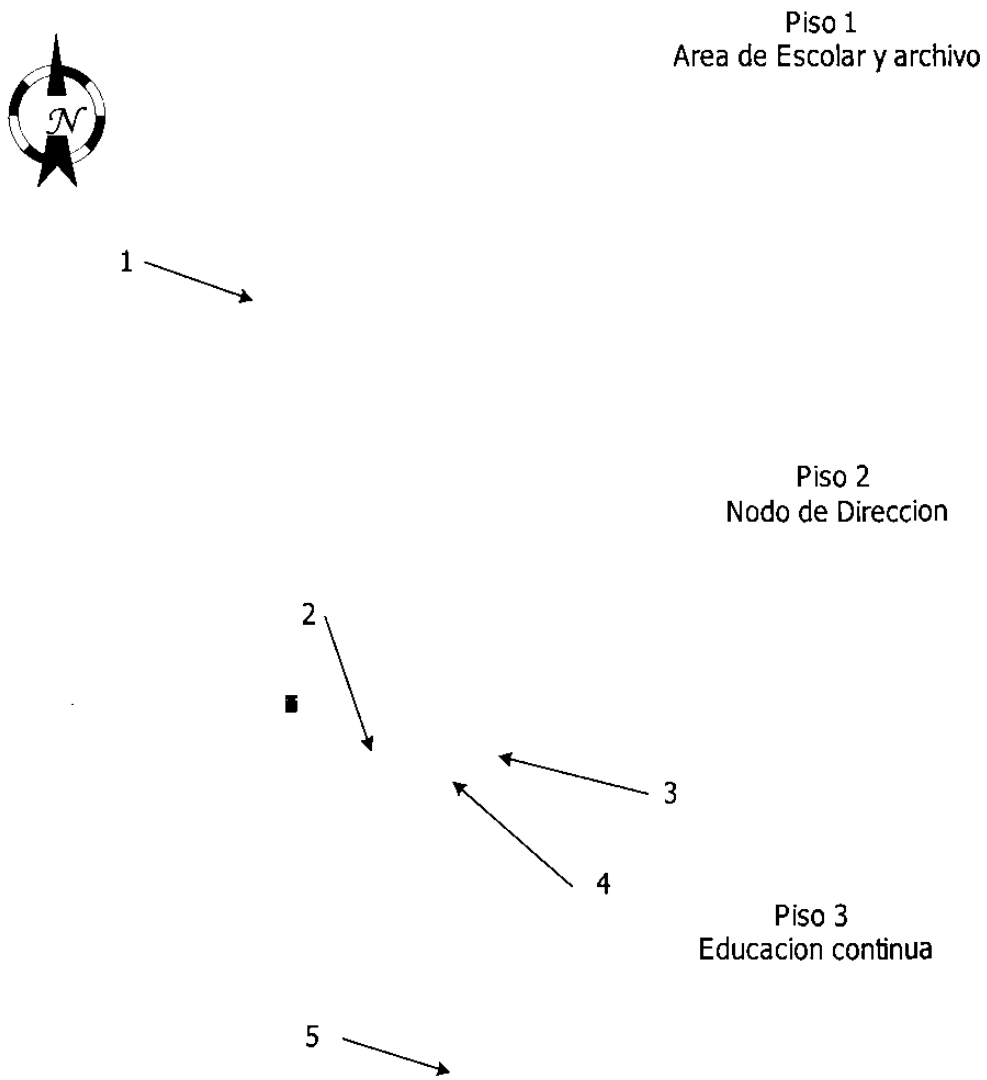 Piso 1
Area de Escolar y archivo
N
1
Piso 2
Nodo de Direccion
2
3
4
Piso 3
Educacion continua
5